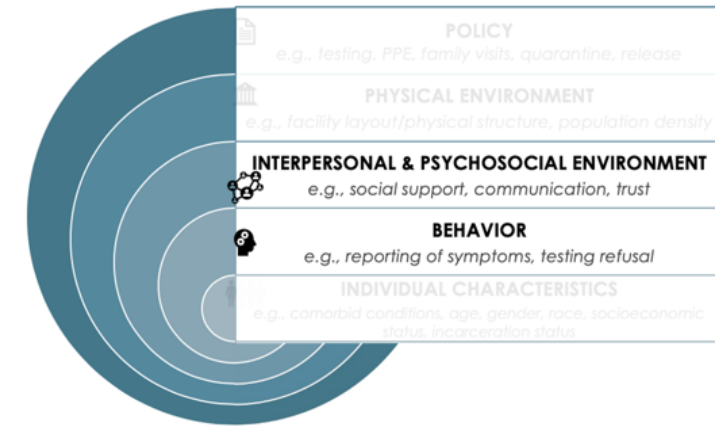 POLICY
e.g., testing, PPE, family visits, quarantine, release
PHYSICAL ENVIRONMENT
e.g., facility layout/physical structure, population density
INTERPERSONAL & PSYCHOSOCIAL ENVIRONMENT
e.g., social support, communication, trust
BEHAVIOR
e.g., reporting of symptoms, testing refusal
INDIVIDUAL CHARACTERISTICS
e.g., comorbid conditions, age, gender, race, socioeconomic
status, incarceration status